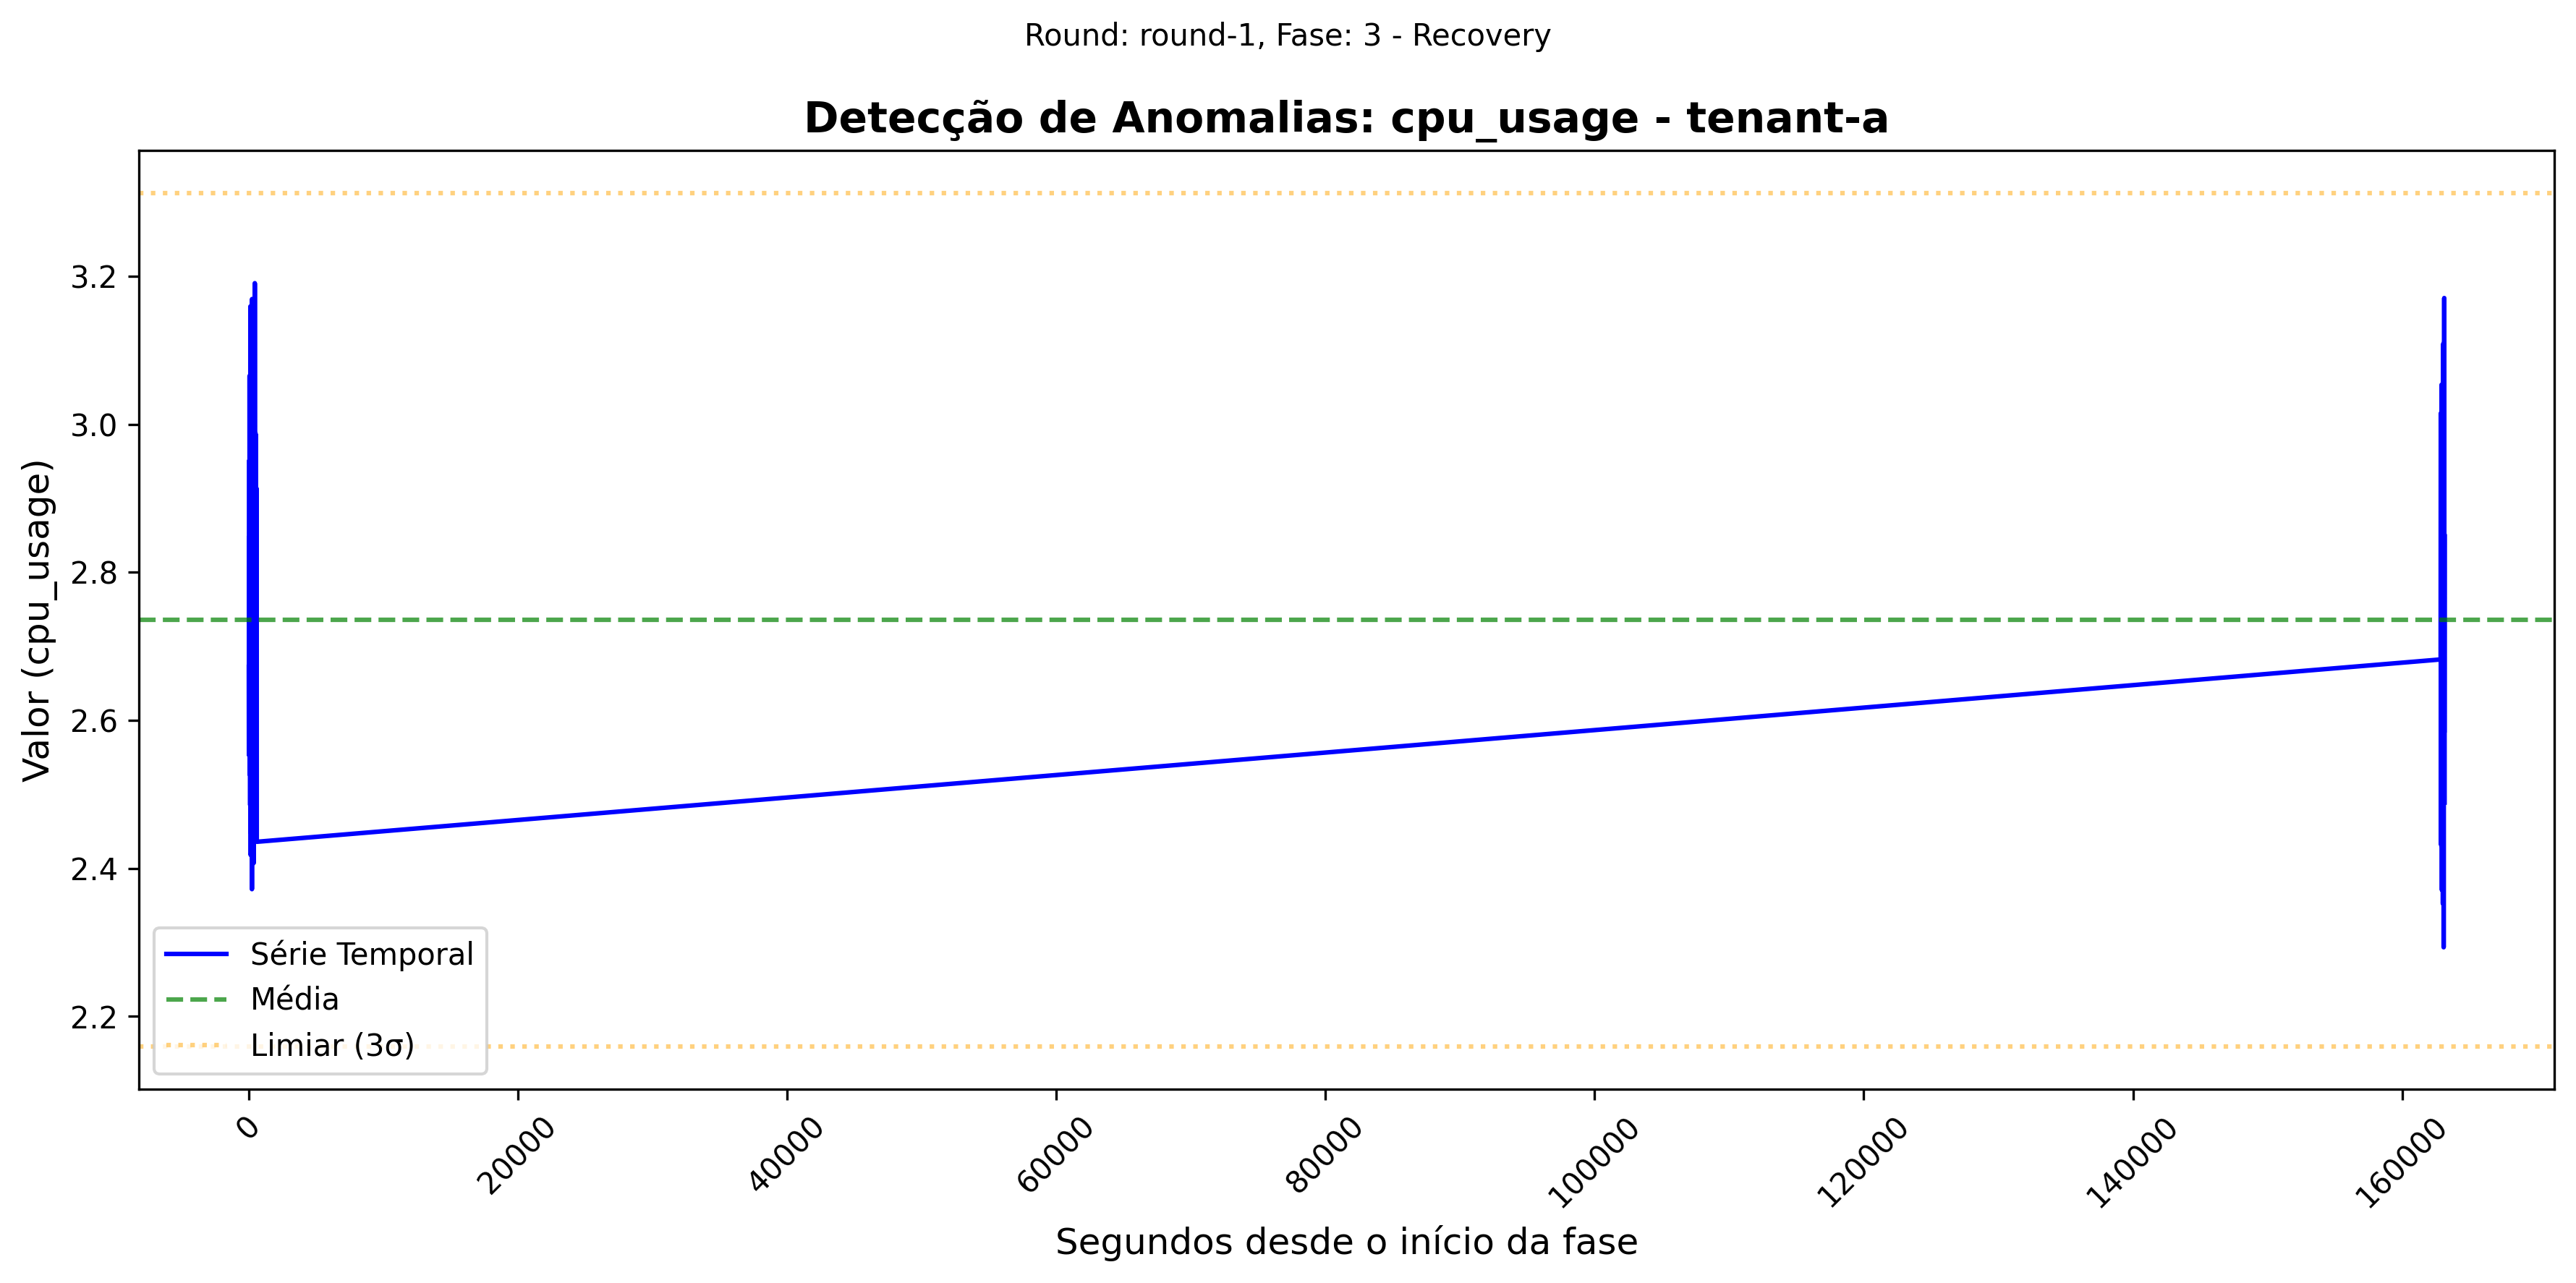 Round: round-1, Fase: 3 - Recovery
Detecção de Anomalias: cpu_usage - tenant-a
Valor (cpu_usage)
3.2
3.0
2.8
2.6
2.4
2.2
Série Temporal
Média
Limiar (3σ)
0
20000
40000
60000
80000
100000
120000
140000
160000
Segundos desde o início da fase